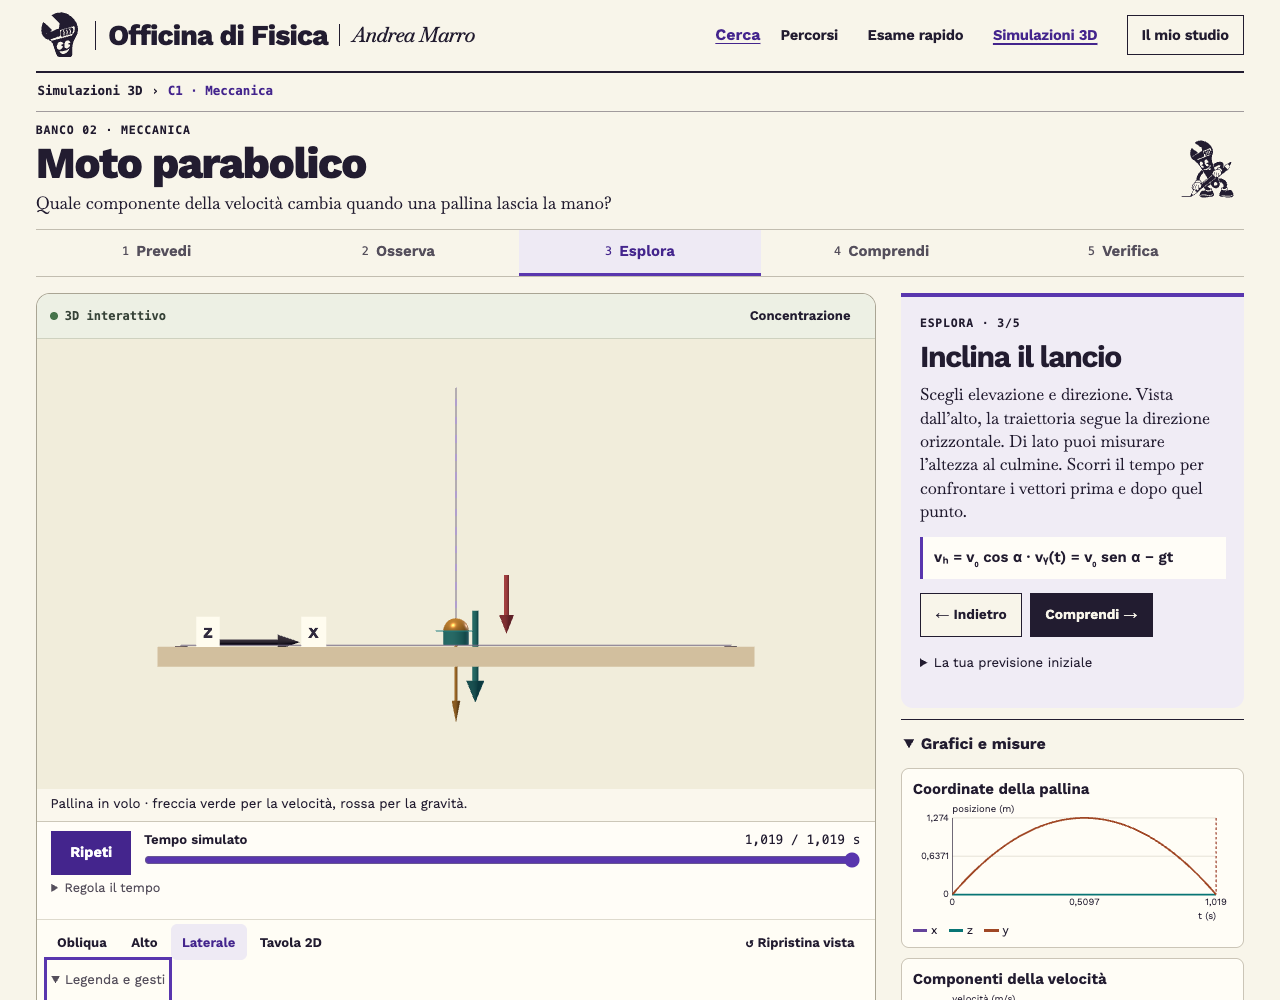 Officina di Fisica
Andrea Marro
Cerca
Percorsi
Esame rapido
Simulazioni 3D
Il mio studio
Simulazioni 3D › C1 · Meccanica
BANCO 02 · MECCANICA
Moto parabolico
Quale componente della velocità cambia quando una pallina lascia la mano?
1 Prevedi
2 Osserva
3 Esplora
4 Comprendi
5 Verifica
3D interattivo
Concentrazione
Z
X
Pallina in volo · freccia verde per la velocità, rossa per la gravità.
Ripeti
Tempo simulato
1,019 / 1,019 s
▶ Regola il tempo
Obliqua
Alto
Laterale
Tavola 2D
↺ Ripristina vista
▼ Legenda e gesti
ESPLORA · 3/5
Inclina il lancio
Scegli elevazione e direzione. Vista
dall’alto, la traiettoria segue la direzione
orizzontale. Di lato puoi misurare
l’altezza al culmine. Scorri il tempo per
confrontare i vettori prima e dopo quel
punto.
vₕ = v₀ cos α · vᵧ(t) = v₀ sen α − gt
← Indietro
Comprendi →
▶ La tua previsione iniziale
▼ Grafici e misure
Coordinate della pallina
posizione (m)
1,274
0,6371
0
0
0,5097
1,019
t (s)
x
z
y
Componenti della velocità
velocità (m/s)